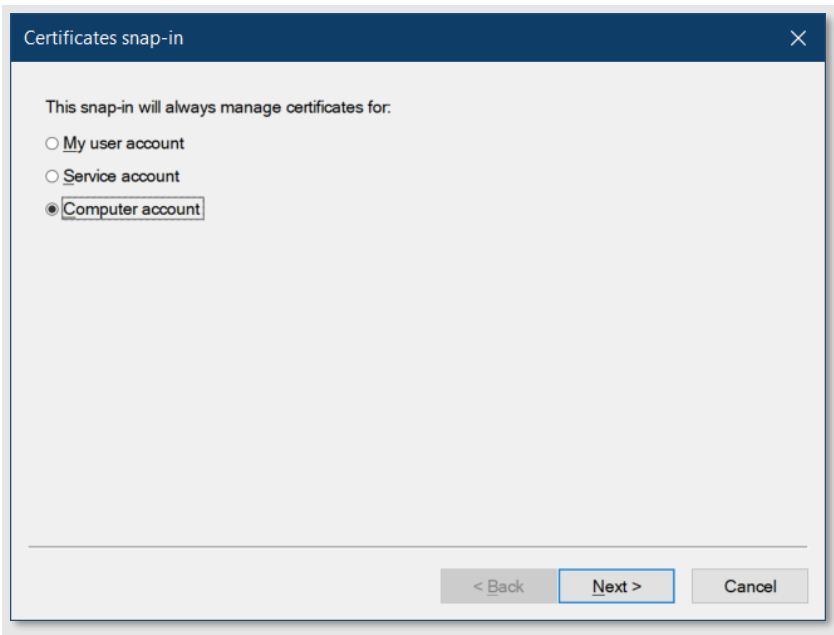 Certificates snap-in
This snap-in will always manage certificates for:
My user account
Service account
Computer account
< Back Next > Cancel